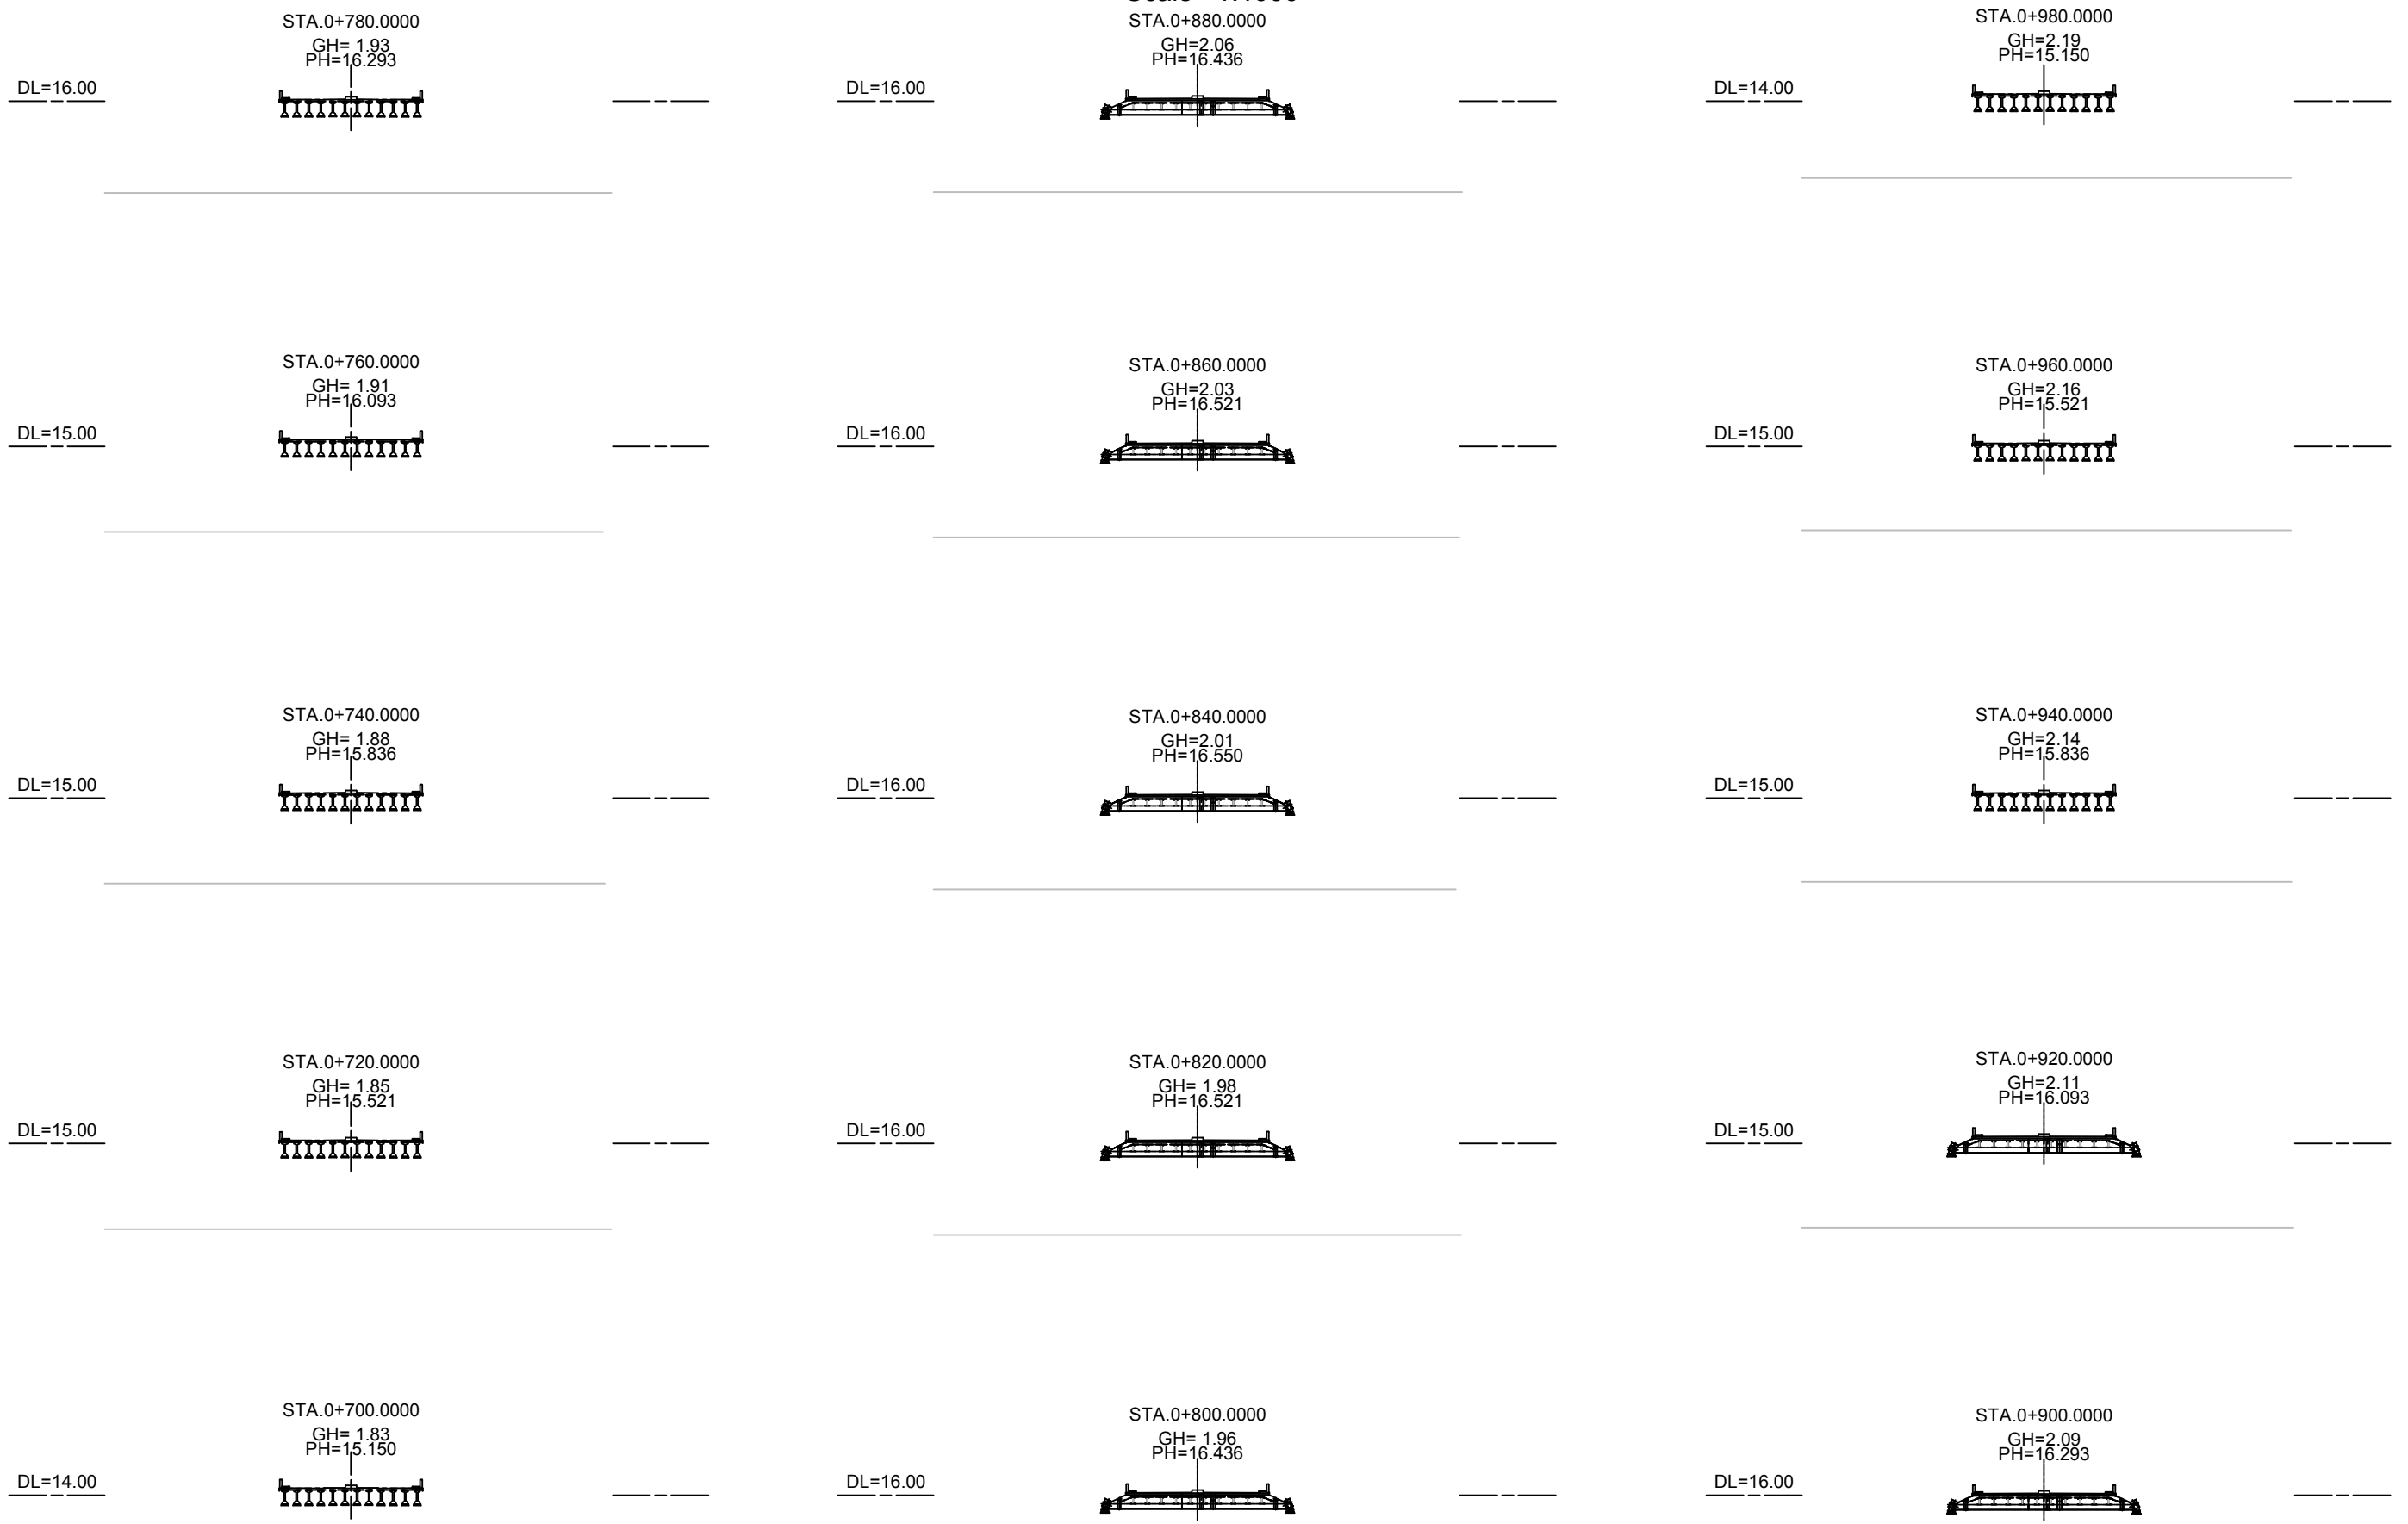 STA.0+780.0000
GH= 1.93
PH=16.293
DL=16.00
STA.0+880.0000
GH=2.06
PH=16.436
DL=16.00
STA.0+980.0000
GH=2.19
PH=15.150
DL=14.00
STA.0+760.0000
GH= 1.91
PH=16.093
DL=15.00
STA.0+860.0000
GH=2.03
PH=16.521
DL=16.00
STA.0+960.0000
GH=2.16
PH=15.521
DL=15.00
STA.0+740.0000
GH= 1.88
PH=15.836
DL=15.00
STA.0+840.0000
GH=2.01
PH=16.550
DL=16.00
STA.0+940.0000
GH=2.14
PH=15.836
DL=15.00
STA.0+720.0000
GH= 1.85
PH=15.521
DL=15.00
STA.0+820.0000
GH= 1.98
PH=16.521
DL=16.00
STA.0+920.0000
GH=2.11
PH=16.093
DL=15.00
STA.0+700.0000
GH= 1.83
PH=15.150
DL=14.00
STA.0+800.0000
GH= 1.96
PH=16.436
DL=16.00
STA.0+900.0000
GH=2.09
PH=16.293
DL=16.00